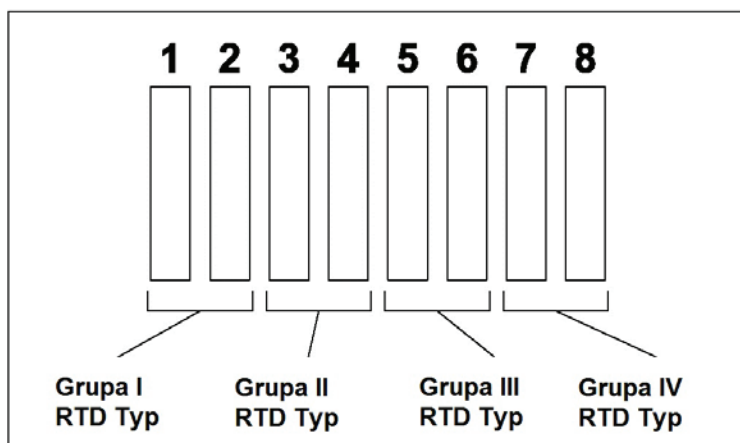 1 2 3 4 5 6 7 8
Grupa I RTD Typ
Grupa II RTD Typ
Grupa III RTD Typ
Grupa IV RTD Typ